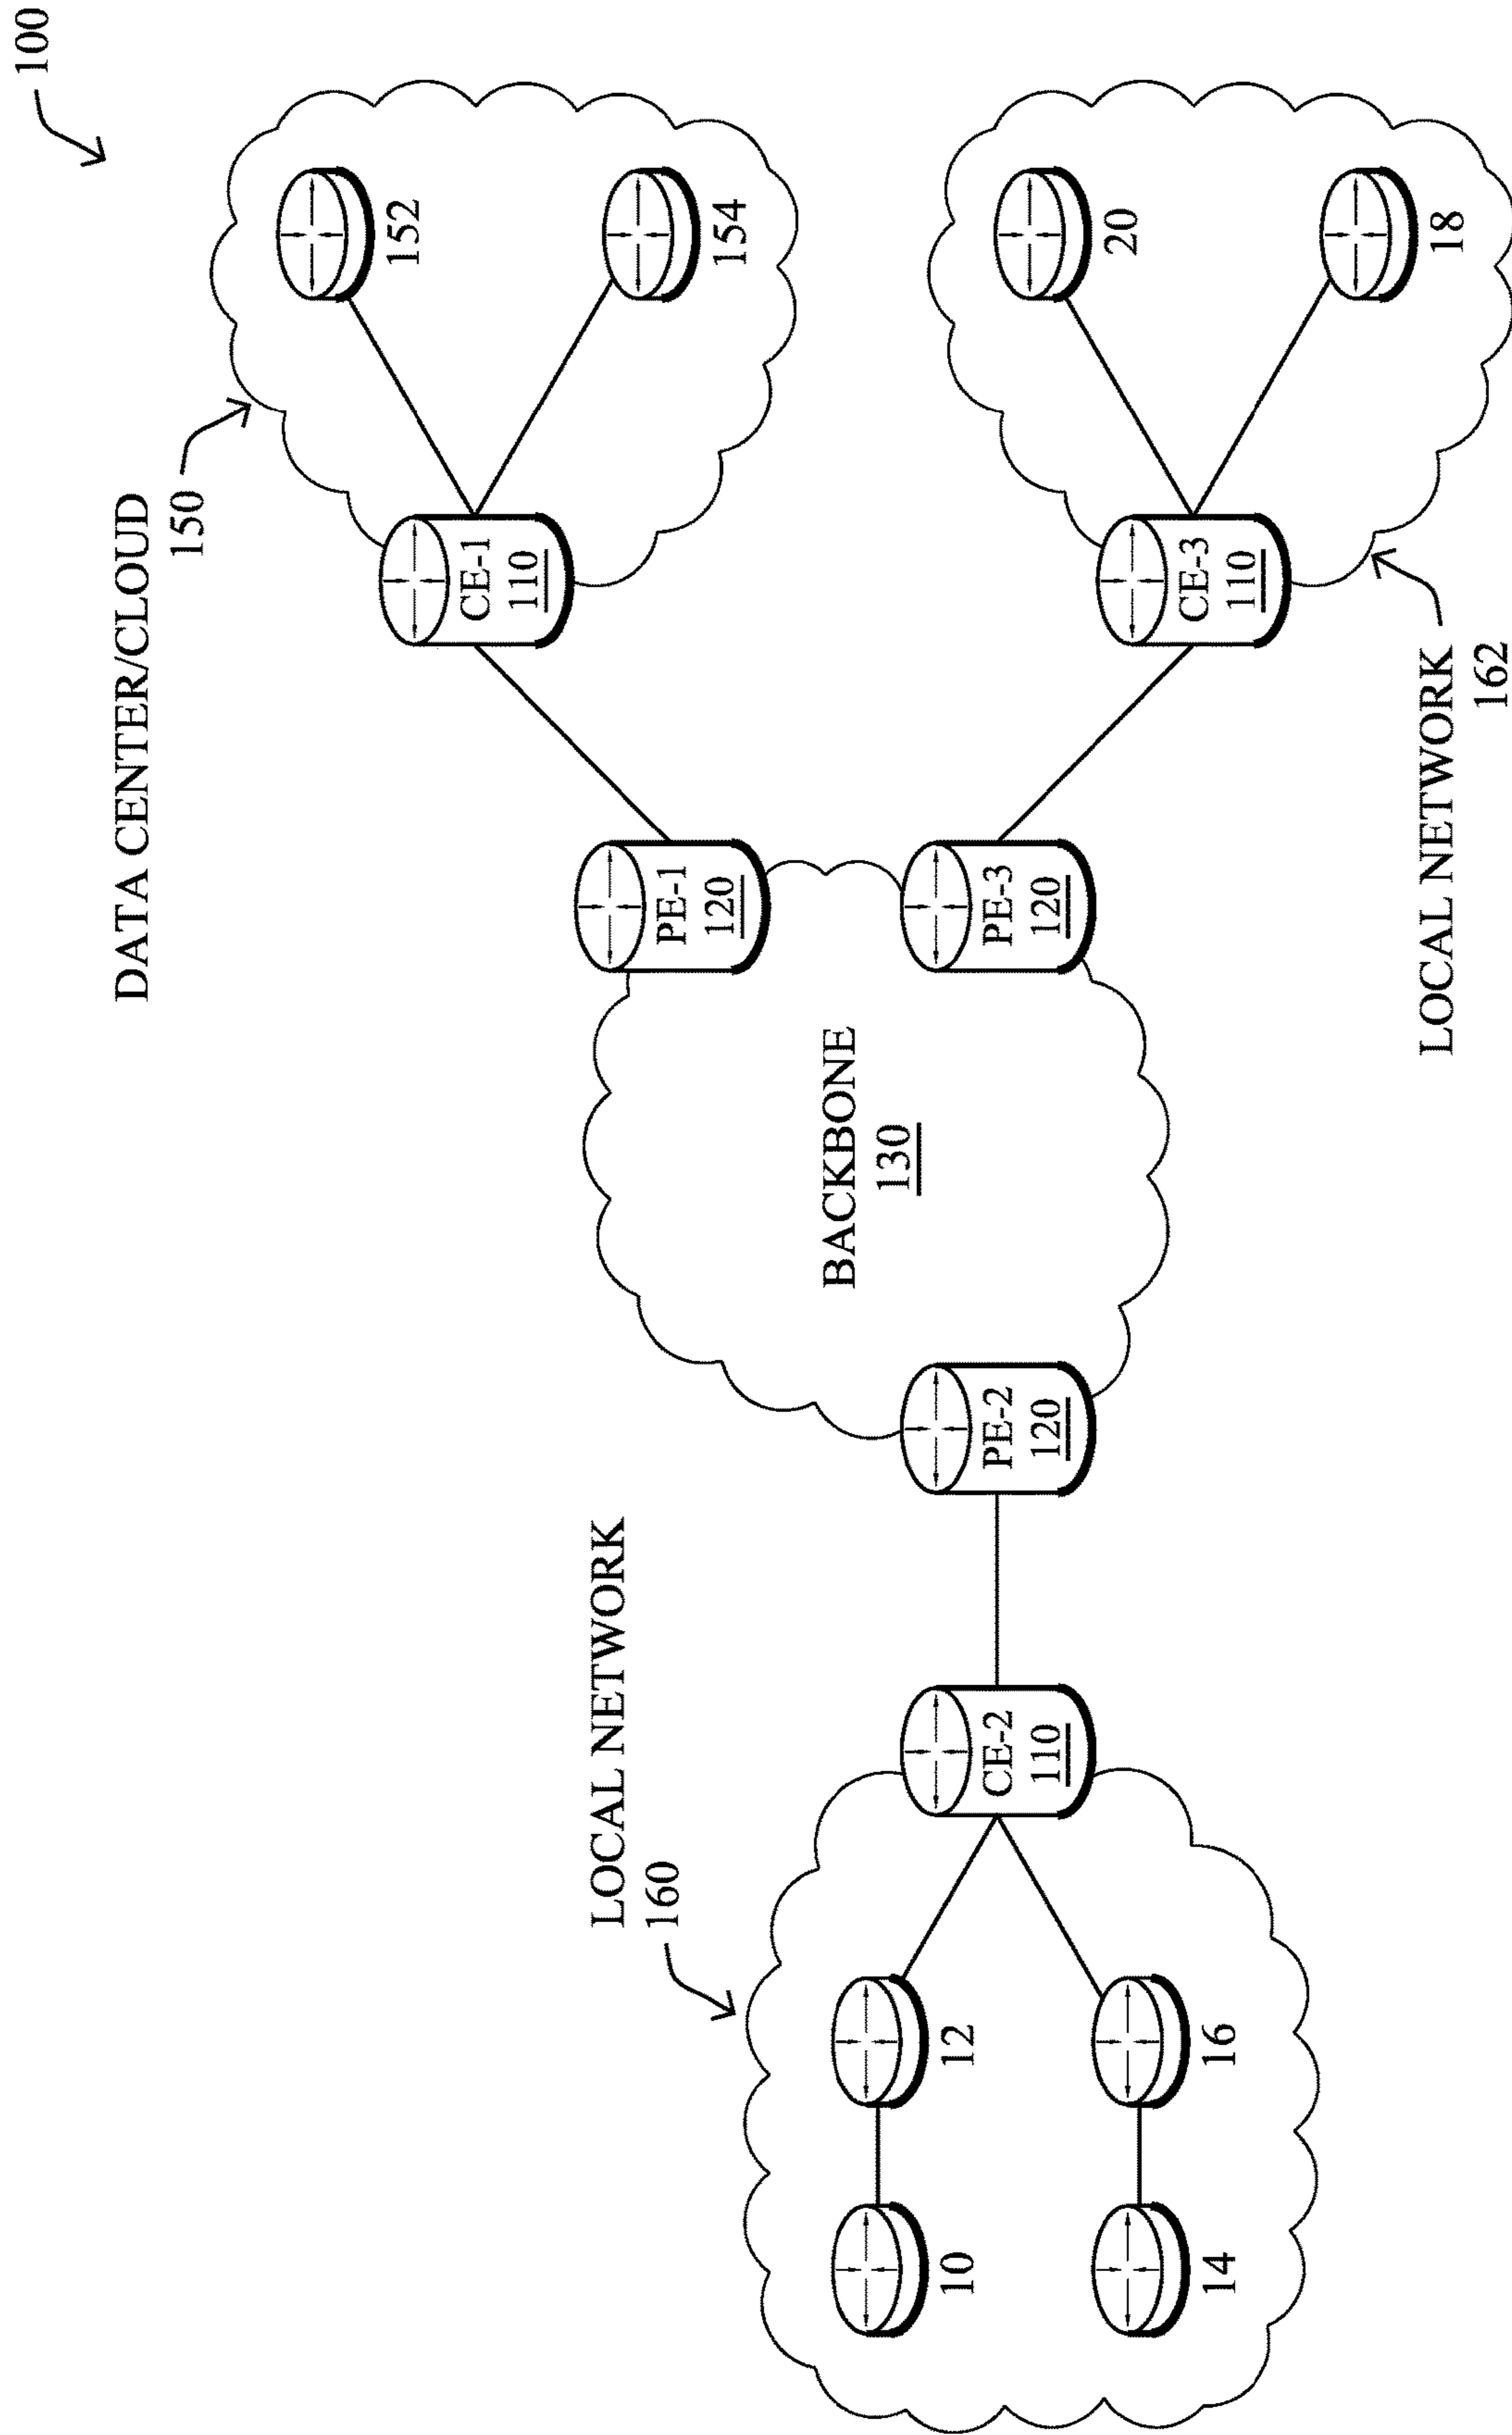 100
DATA CENTER/CLOUD
150
152
154
CE-1
110
PE-1
120
LOCAL NETWORK
160
BACKBONE
130
10
12
14
16
CE-2
110
PE-2
120
PE-3
120
CE-3
110
20
18
LOCAL NETWORK
162